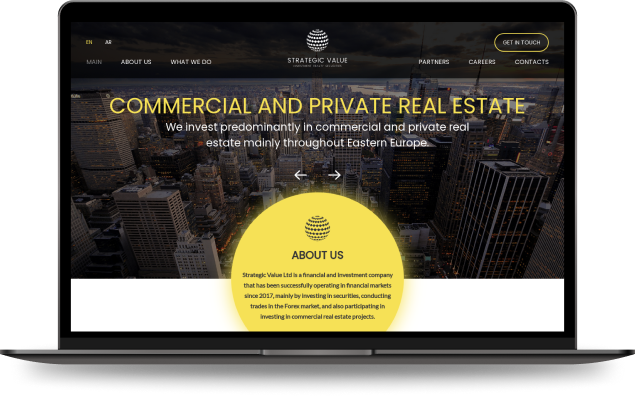 EN AR
GET IN TOUCH
STRATEGIC VALUE
MAIN ABOUT US WHAT WE DO PARTNERS CAREERS CONTACTS
COMMERCIAL AND PRIVATE REAL ESTATE
We invest predominantly in commercial and private real
estate mainly throughout Eastern Europe.
ABOUT US
Strategic Value Ltd is a financial and investment company
that has been successfully operating in financial markets
since 2017, mainly by investing in securities, conducting
trades in the Forex market, and also participating in
investing in commercial real estate projects.